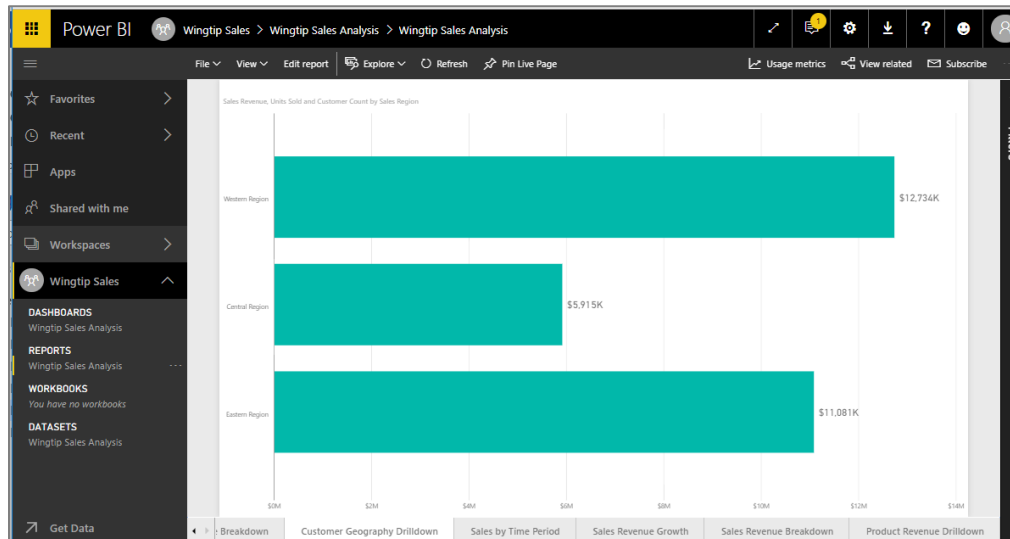 Power BI
Wingtip Sales > Wingtip Sales Analysis > Wingtip Sales Analysis
1
?
File View Edit report Explore Refresh Pin Live Page Usage metrics View related Subscribe
Favorites
Recent
Apps
Shared with me
Workspaces
Wingtip Sales
DASHBOARDS
Wingtip Sales Analysis
REPORTS
Wingtip Sales Analysis
WORKBOOKS
You have no workbooks
DATASETS
Wingtip Sales Analysis
Get Data
Sales Revenue, Units Sold and Customer Count by Sales Region
Western Region
$12,734K
Central Region
$5,915K
Eastern Region
$11,081K
$0M $2M $4M $6M $8M $10M $12M $14M
Breakdown Customer Geography Drilldown Sales by Time Period Sales Revenue Growth Sales Revenue Breakdown Product Revenue Drilldown